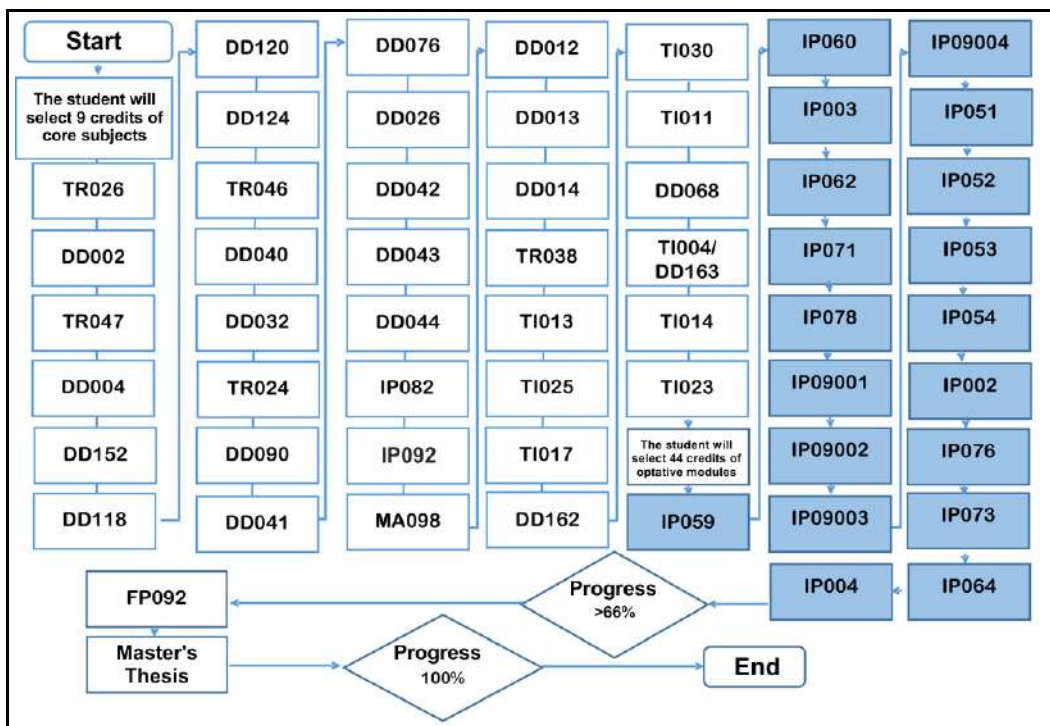 Start
The student will
select 9 credits of
core subjects
TR026
DD002
TR047
DD004
DD152
DD118
DD120
DD124
TR046
DD040
DD032
TR024
DD090
DD041
DD076
DD026
DD042
DD043
DD044
IP082
IP092
MA098
DD012
DD013
DD014
TR038
TI013
TI025
TI017
DD162
TI030
TI011
DD068
TI004/
DD163
TI014
TI023
The student will
select 44 credits of
optative modules
IP059
IP060
IP003
IP062
IP071
IP078
IP09001
IP09002
IP09003
IP09004
IP051
IP052
IP053
IP054
IP002
IP076
IP073
IP064
IP004
Progress
>66%
FP092
Master's
Thesis
Progress
100%
End